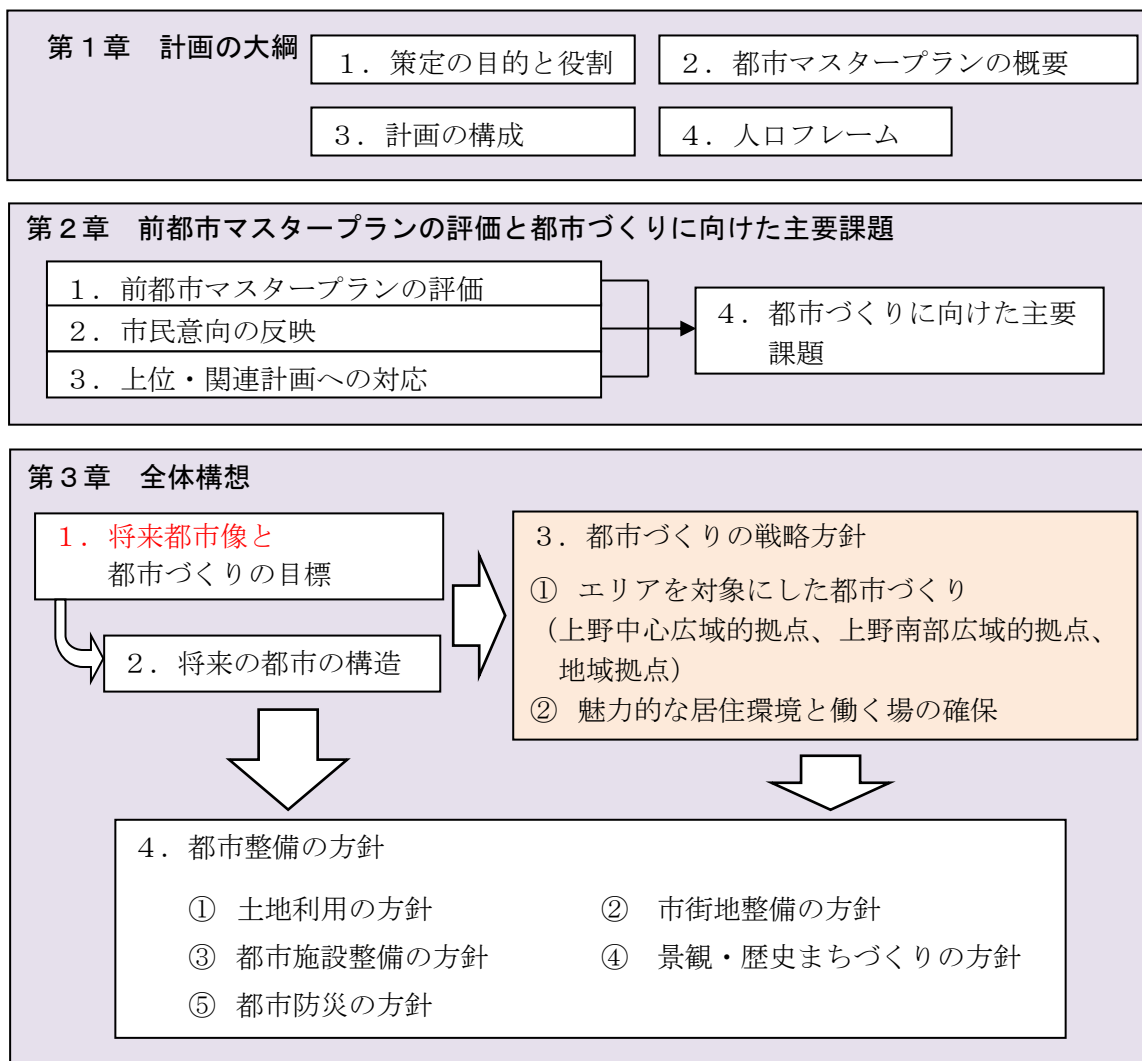 第1章 計画の大綱
1．策定の目的と役割
2．都市マスタープランの概要
3．計画の構成
4．人口フレーム
第2章 前都市マスタープランの評価と都市づくりに向けた主要課題
1．前都市マスタープランの評価
2．市民意向の反映
3．上位・関連計画への対応
4．都市づくりに向けた主要
課題
第3章 全体構想
1．将来都市像と
都市づくりの目標
2．将来の都市の構造
3．都市づくりの戦略方針
① エリアを対象にした都市づくり
（上野中心広域的拠点、上野南部広域的拠点、
地域拠点）
② 魅力的な居住環境と働く場の確保
4．都市整備の方針
① 土地利用の方針
② 市街地整備の方針
③ 都市施設整備の方針
④ 景観・歴史まちづくりの方針
⑤ 都市防災の方針